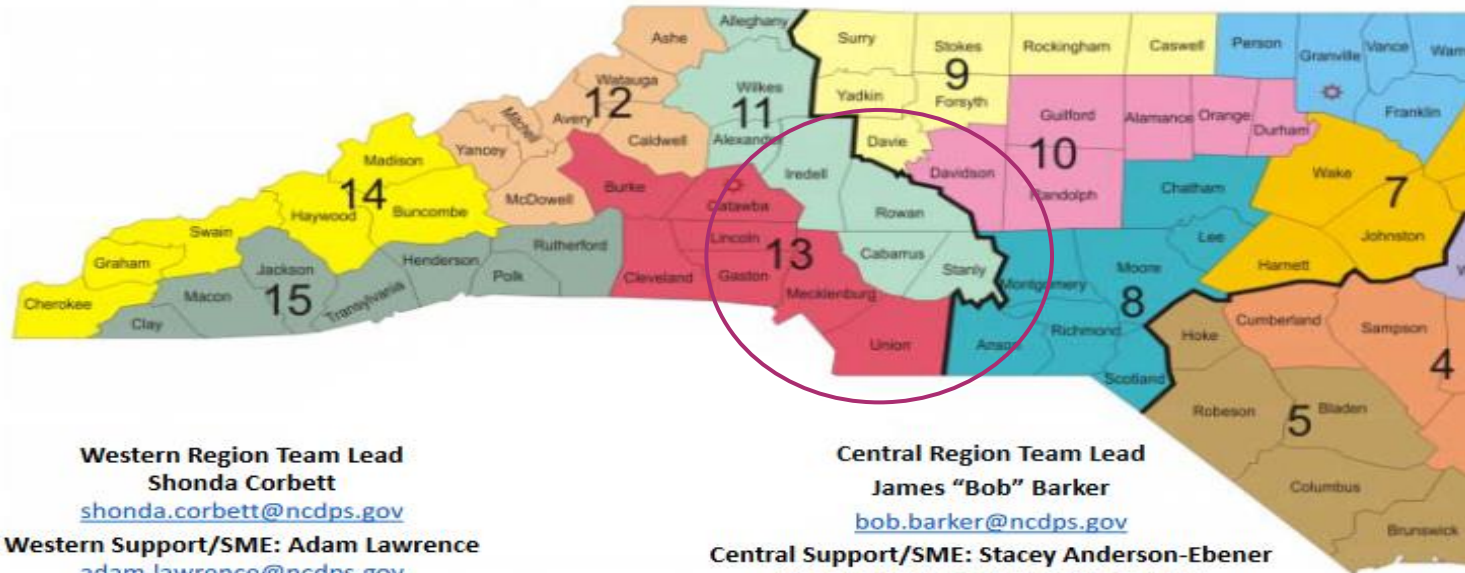 Alleghany
Ashe
Surry
Stokes
Rockingham
Caswell
Person
Granville
Vance
9
Watauga
Wilkes
12
11
Yadkin
Forsyth
Guilford
Alamance
Orange
Durham
Franklin
Mitchell
Avery
Alexander
Davie
Caldwell
Yancey
Madison
Iredell
Davidson
10
Randolph
Wake
7
14
Burke
Chatham
McDowell
Catawba
Haywood
Buncombe
Rowan
Johnston
Swain
Lincoln
13
Lee
Rutherford
Graham
Jackson
Henderson
Cleveland
Gaston
Cabarrus
Stanly
Moore
Harnett
Polk
Macon
15
Transylvania
Mecklenburg
Montgomery
8
Cherokee
Clay
Richmond
Hoke
Cumberland
Sampson
Union
Anson
4
Scotland
Robeson
5
Bladen
Columbus
Brunswick
Western Region Team Lead
Shonda Corbett
shonda.corbett@ncdps.gov
Western Support/SME: Adam Lawrence
adam.lawrence@ncdps.gov
Central Region Team Lead
James “Bob” Barker
bob.barker@ncdps.gov
Central Support/SME: Stacey Anderson-Ebener